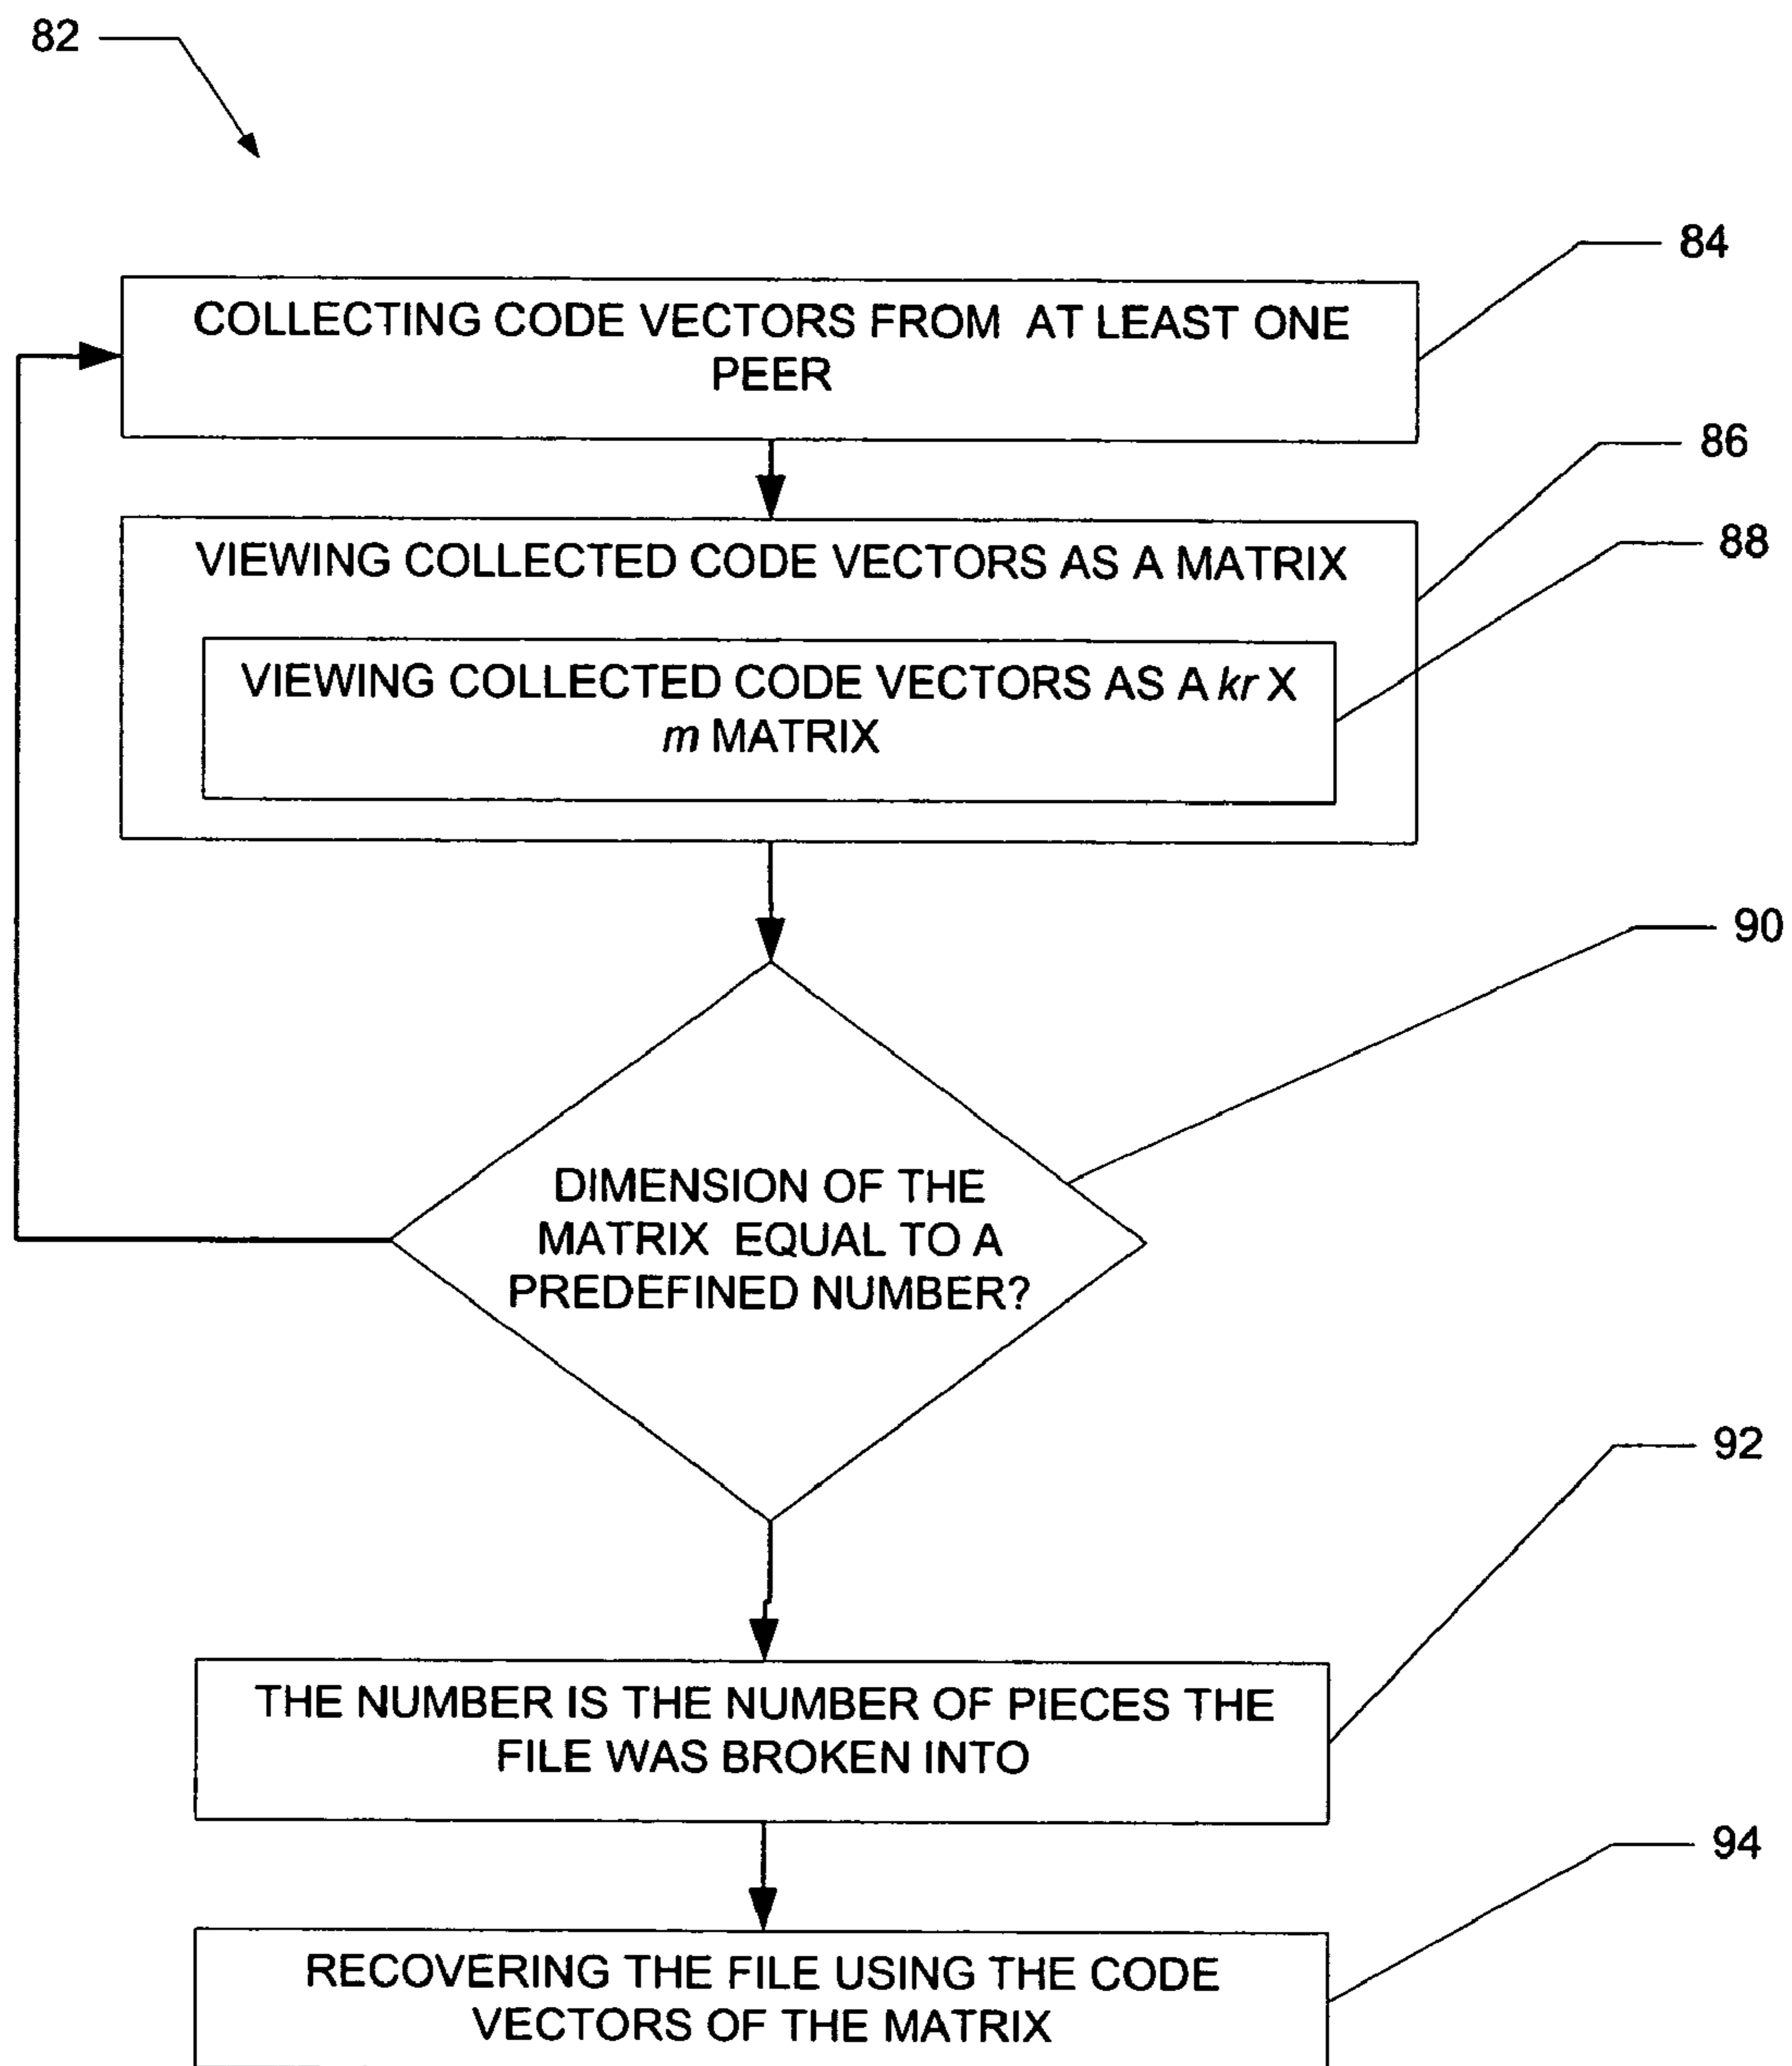 82
84
COLLECTING CODE VECTORS FROM AT LEAST ONE
PEER
86
VIEWING COLLECTED CODE VECTORS AS A MATRIX
88
VIEWING COLLECTED CODE VECTORS AS A kr X
m MATRIX
90
DIMENSION OF THE
MATRIX EQUAL TO A
PREDEFINED NUMBER?
92
THE NUMBER IS THE NUMBER OF PIECES THE
FILE WAS BROKEN INTO
94
RECOVERING THE FILE USING THE CODE
VECTORS OF THE MATRIX